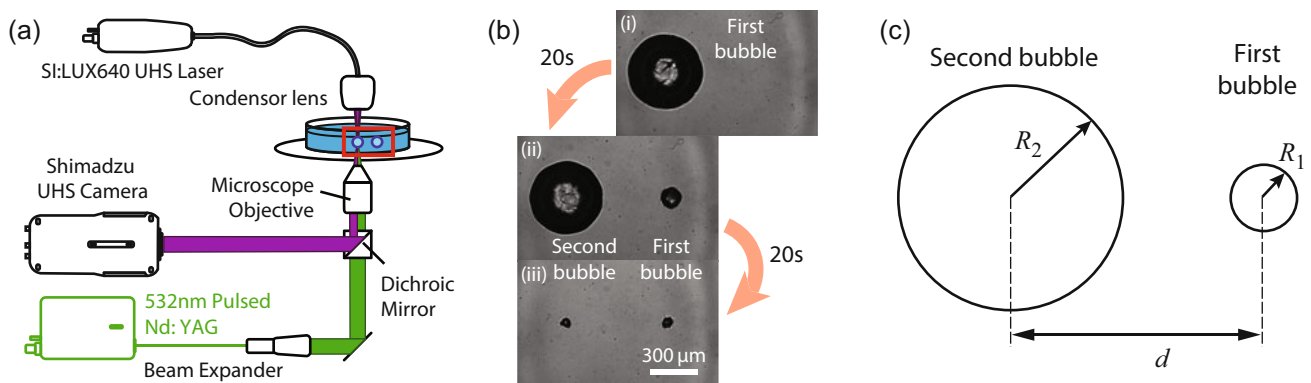 (a)
SI:LUX640 UHS Laser
Condensor lens
Shimadzu
UHS Camera
Microscope
Objective
Dichroic
Mirror
532nm Pulsed
Nd: YAG
Beam Expander
(b)
20s
(i)
First
bubble
(ii)
Second
bubble
First
bubble
20s
(iii)
300 μm
(c)
Second bubble
First
bubble
R2
R1
d